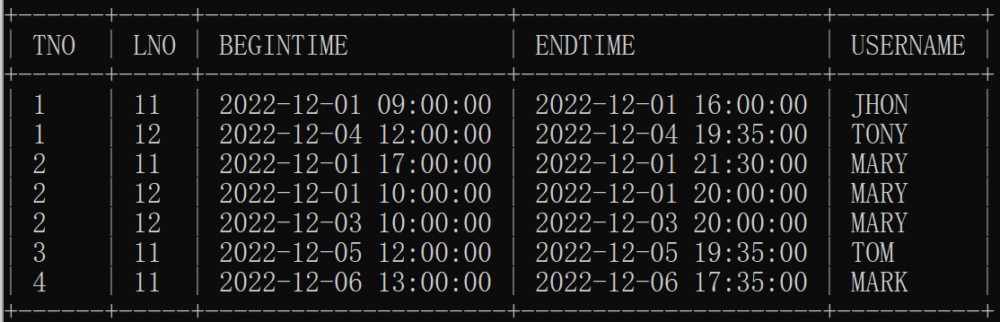 TNO LNO BEGINTIME ENDTIME USERNAME
1 11 2022-12-01 09:00:00 2022-12-01 16:00:00 JHON
1 12 2022-12-04 12:00:00 2022-12-04 19:35:00 TONY
2 11 2022-12-01 17:00:00 2022-12-01 21:30:00 MARY
2 12 2022-12-01 10:00:00 2022-12-01 20:00:00 MARY
2 12 2022-12-03 10:00:00 2022-12-03 20:00:00 MARY
3 11 2022-12-05 12:00:00 2022-12-05 19:35:00 TOM
4 11 2022-12-06 13:00:00 2022-12-06 17:35:00 MARK